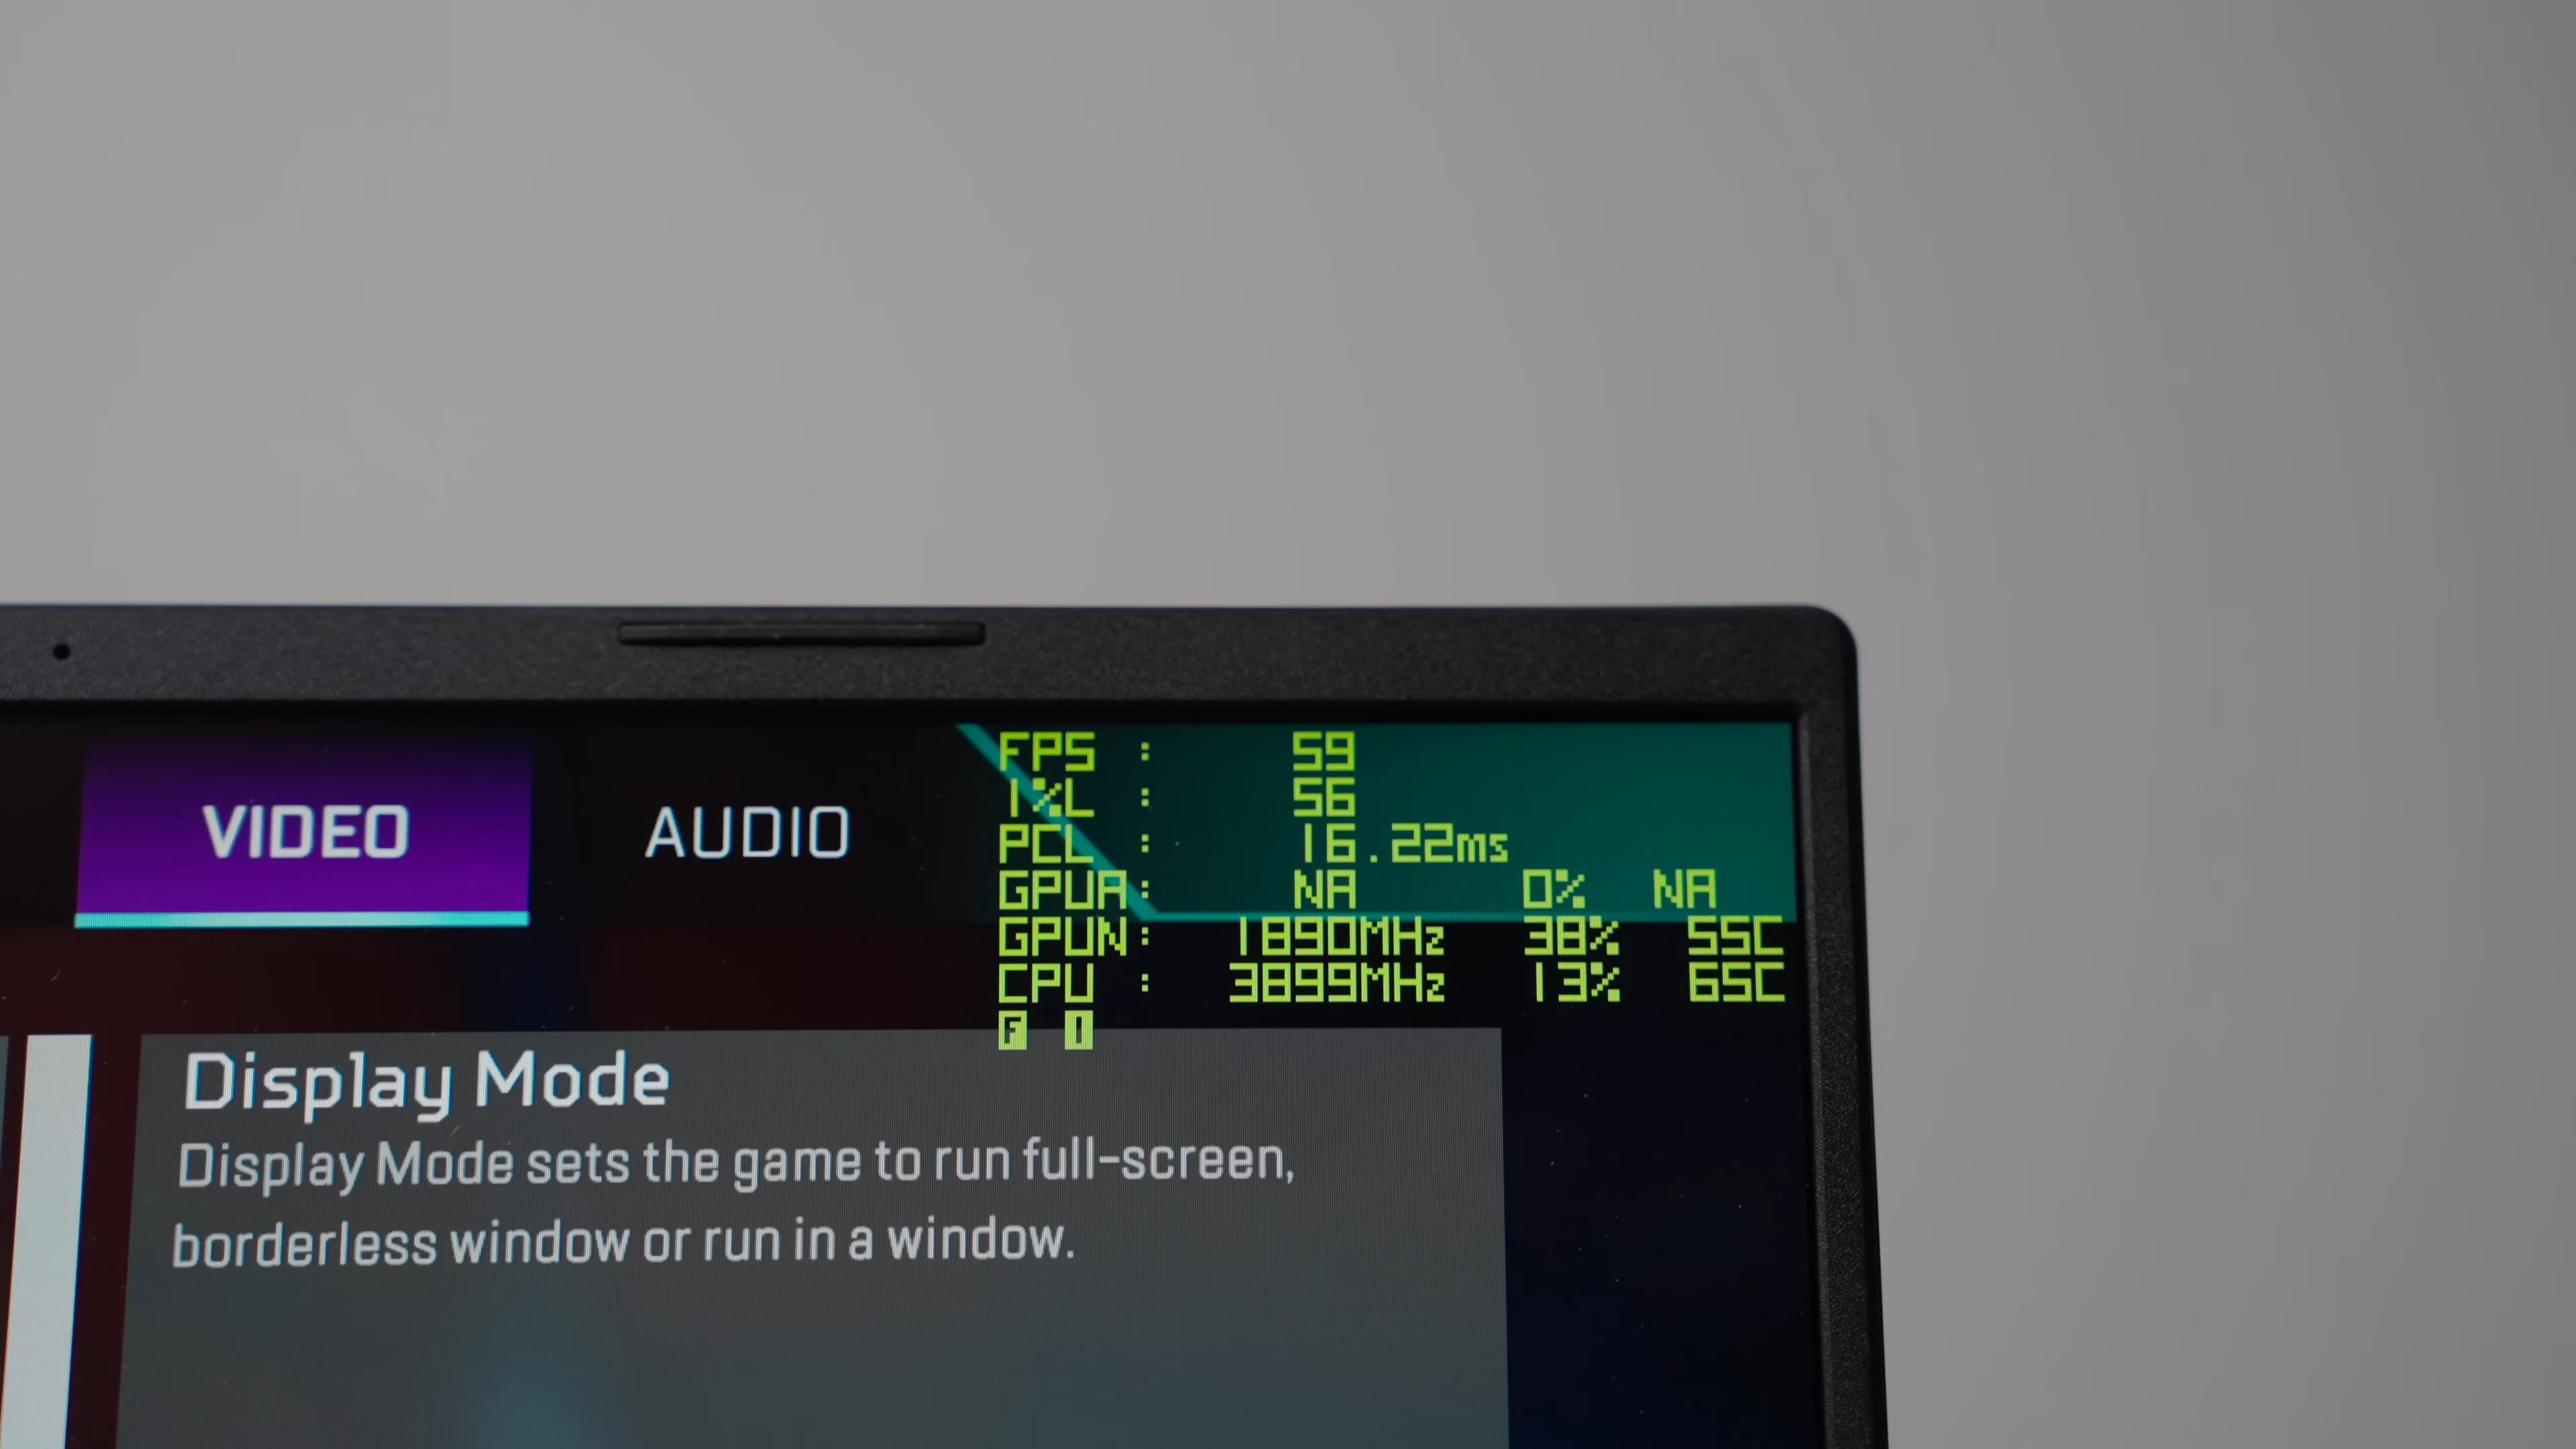 VIDEO AUDIO
FPS : 59
1%L : 56
PCL : 16.22ms
GPUA: NA 0% NA
GPUN: 1890MHz 38% 55C
CPU : 3899MHz 13% 65C
F I
Display Mode
Display Mode sets the game to run full-screen,
borderless window or run in a window.